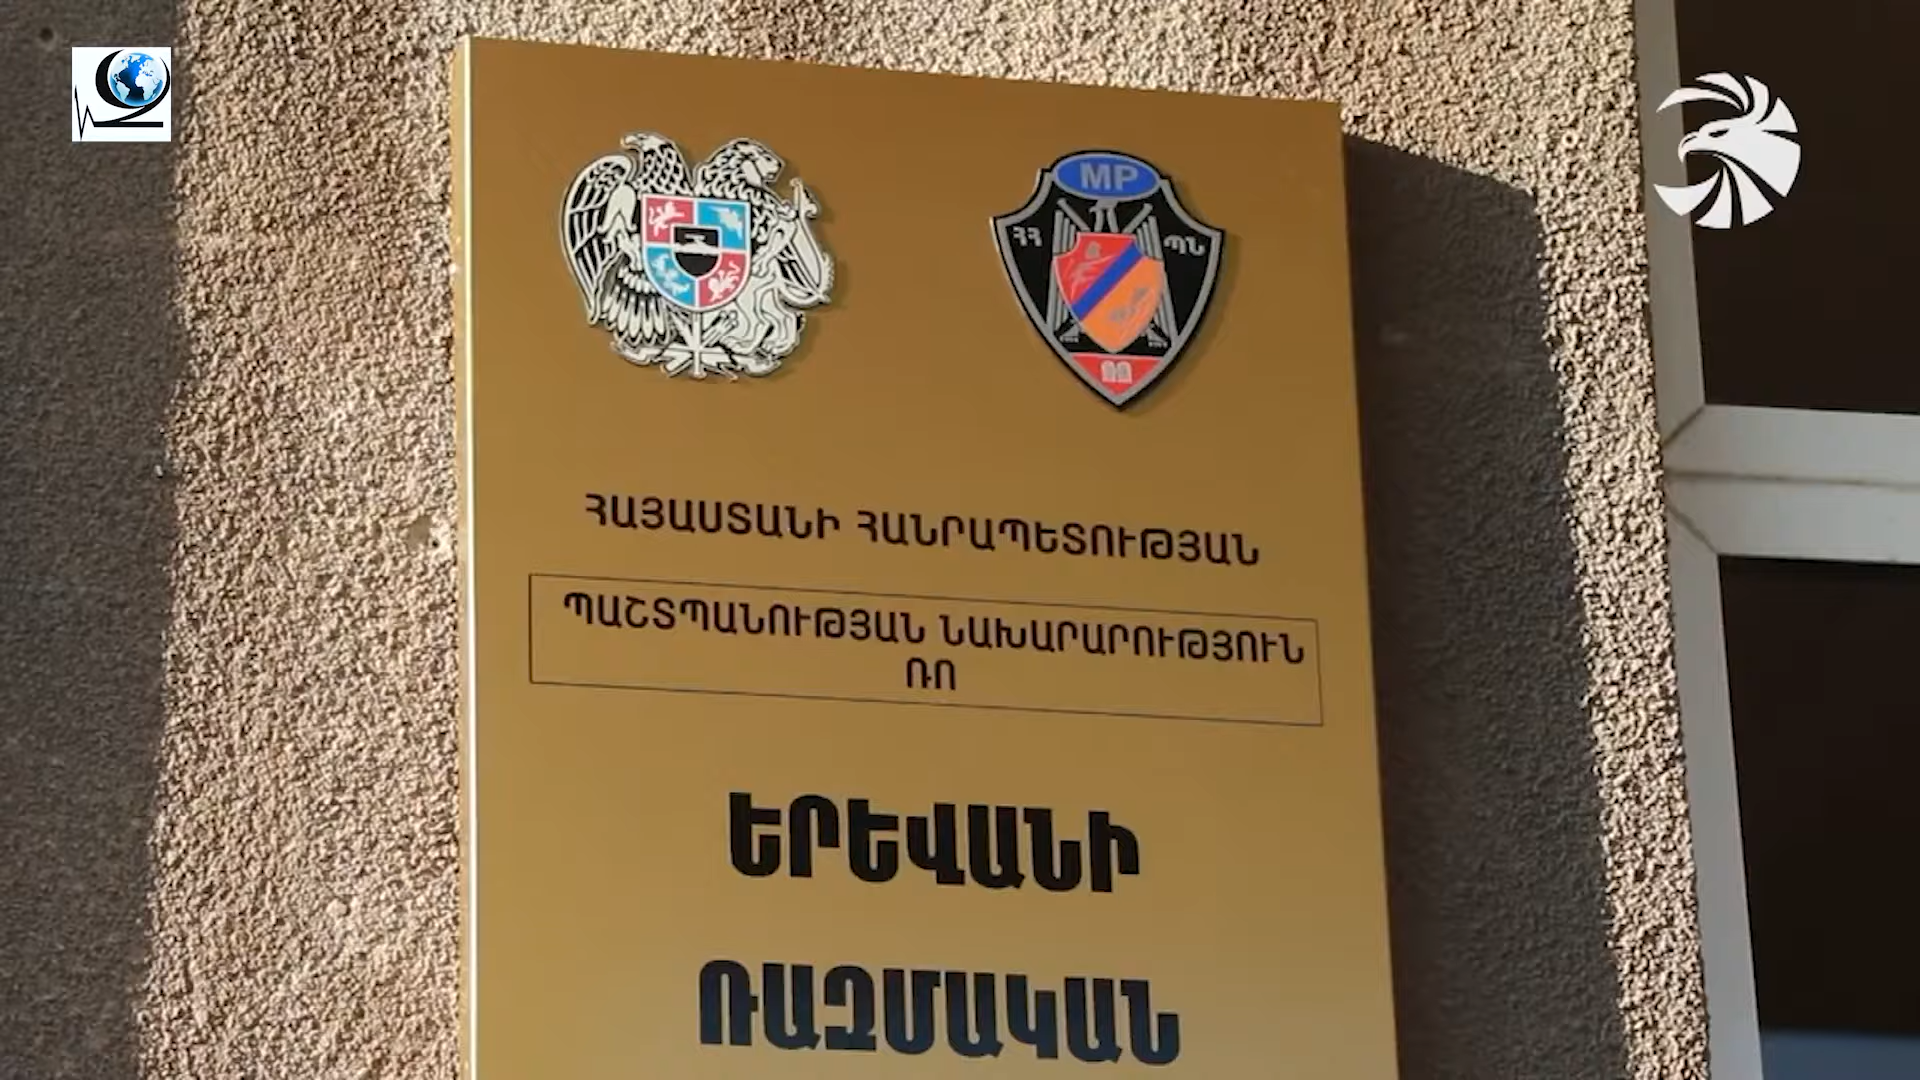 MP
ՀՀ ՊՆ
ՌՈ
ՀԱՅԱՍՏԱՆԻ ՀԱՆՐԱՊԵՏՈՒԹՅԱՆ
ՊԱՇՏՊԱՆՈՒԹՅԱՆ ՆԱԽԱՐԱՐՈՒԹՅՈՒՆ
ՌՈ
ԵՐԵՎԱՆԻ
ՌԱԶՄԱԿԱՆ